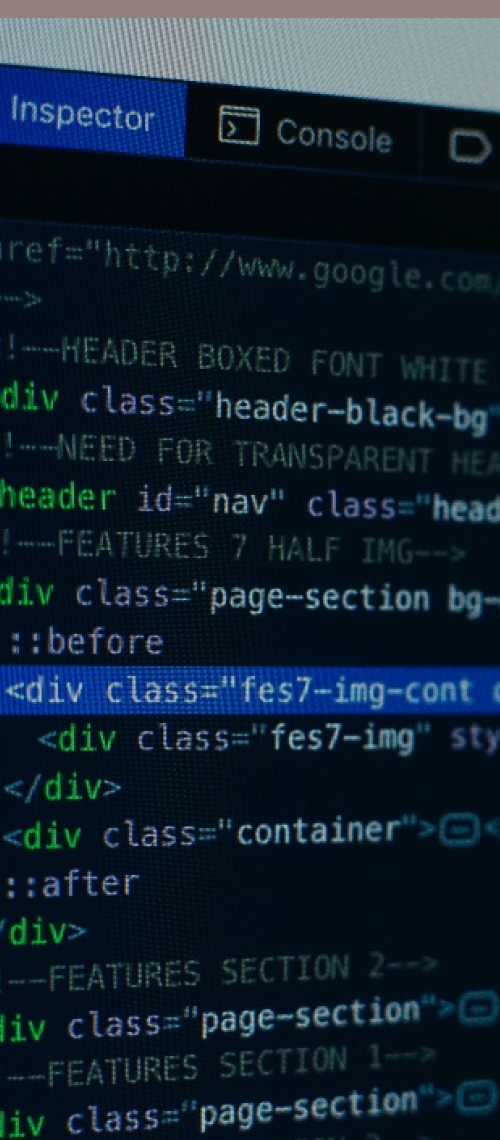 Inspector Console
href="http://www.google.com/
-->
!--HEADER BOXED FONT WHITE
div class="header-black-bg"
!--NEED FOR TRANSPARENT HEA
header id="nav" class="head
!--FEATURES 7 HALF IMG-->
div class="page-section bg-
::before
<div class="fes7-img-cont
<div class="fes7-img" sty
</div>
<div class="container"><
::after
/div>
!--FEATURES SECTION 2-->
div class="page-section">
--FEATURES SECTION 1-->
div class="page-section">